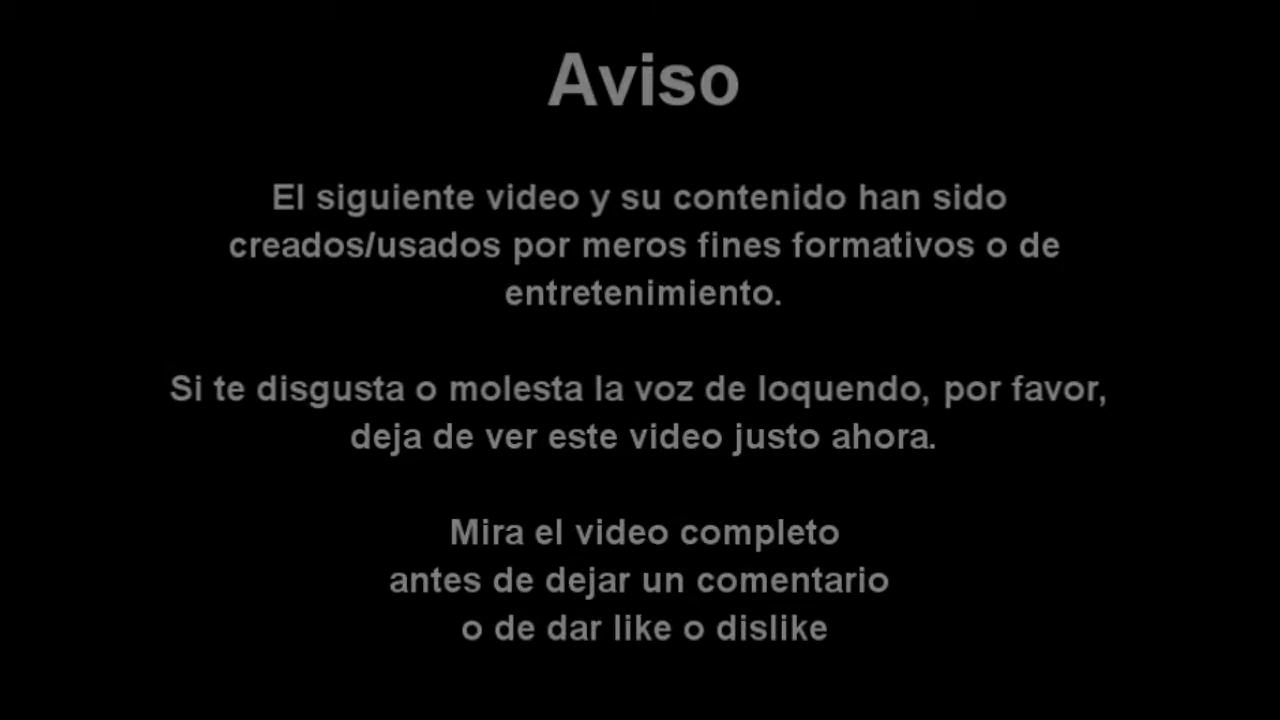 Aviso
El siguiente video y su contenido han sido
creados/usados por meros fines formativos o de
entretenimiento.
Si te disgusta o molesta la voz de loquendo, por favor,
deja de ver este video justo ahora.
Mira el video completo
antes de dejar un comentario
o de dar like o dislike